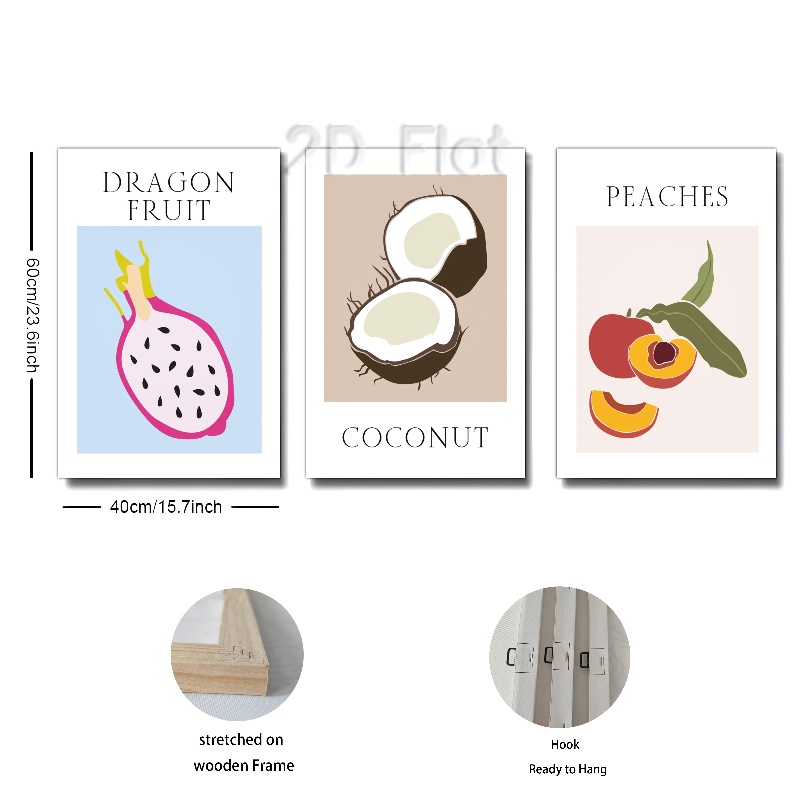 2D Flat
DRAGON
FRUIT
COCONUT
PEACHES
60cm/23.6inch
40cm/15.7inch
stretched on
wooden Frame
Hook
Ready to Hang